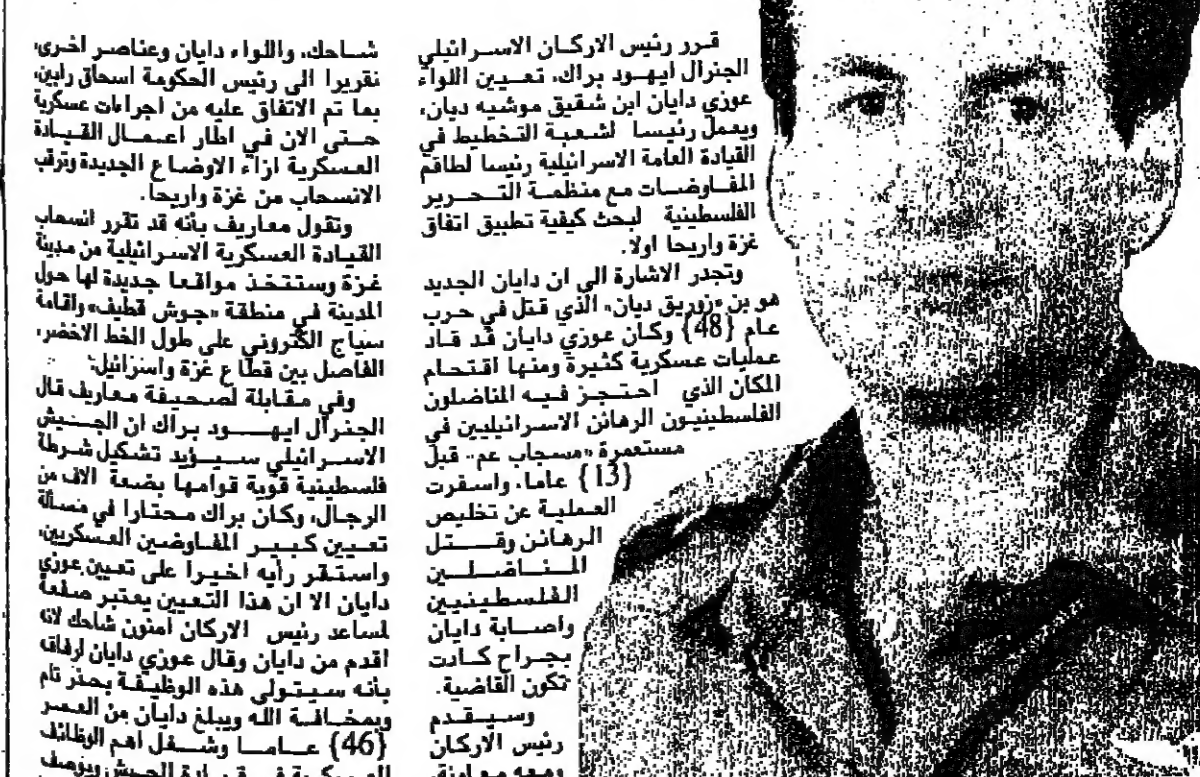 قرر رئيس الاركان الاسرائيلي
الجنرال ايهود براك، تعيين اللواء
عوزي دايان ابن شقيق موشيه ديان،
ويعمل رئيسا لشعبة التخطيط في
القيادة العامة الاسرائيلية رئيسا لطاقم
المفاوضات مع منظمة التحرير
الفلسطينية لبحث كيفية تطبيق اتفاق
غزة واريحا اولا.
وتجدر الاشارة الى ان دايان الجديد
هو بن «زوريق ديان» الذي قتل في حرب
عام {48} وكان عوزي دايان قد قاد
عمليات عسكرية كثيرة ومنها اقتحام
المكان الذي احتجز فيه المناضلون
الفلسطينيون الرهائن الاسرائيليين في
مستعمرة «مسجاب عم» قبل
{13} عاما، واسفرت
العملية عن تخليص
الرهائن وقتل
المناضلين
الفلسطينيين
واصابة دايان
بجراح كادت
تكون القاضية.
وسيقدم
رئيس الاركان
ومعه معاونه،
شاحك، واللواء دايان وعناصر اخرى،
تقريرا الى رئيس الحكومة اسحاق رابين،
بما تم الاتفاق عليه من اجراءات عسكرية
حتى الان في اطار اعمال القيادة
العسكرية ازاء الاوضاع الجديدة وترقب
الانسحاب من غزة واريحا.
وتقول معاريف بأنه قد تقرر انسحاب
القيادة العسكرية الاسرائيلية من مدينة
غزة وستتخذ مواقعا جديدة لها حول
المدينة في منطقة «جوش قطيف» واقامة
سياج الكتروني على طول الخط الاخضر،
الفاصل بين قطاع غزة واسرائيل.
وفي مقابلة لصحيفة معاريف قال
الجنرال ايهود براك ان الجيش
الاسرائيلي سيؤيد تشكيل شرطة
فلسطينية قوية قوامها بضعة الاف من
الرجال، وكان براك محتارا في مسألة
تعيين كبير المفاوضين العسكريين،
واستقر رأيه اخيرا على تعيين عوزي
دايان الا ان هذا التعيين يعتبر صفعة
لمساعد رئيس الاركان امنون شاحك لانه
اقدم من دايان وقال عوزي دايان لرفاقه
بأنه سيتولى هذه الوظيفة بحذر تام
وبمخافة الله ويبلغ دايان من العمر
{46} عاما وشغل اهم الوظائف
العسكرية في قيادة الجيش ويوصف